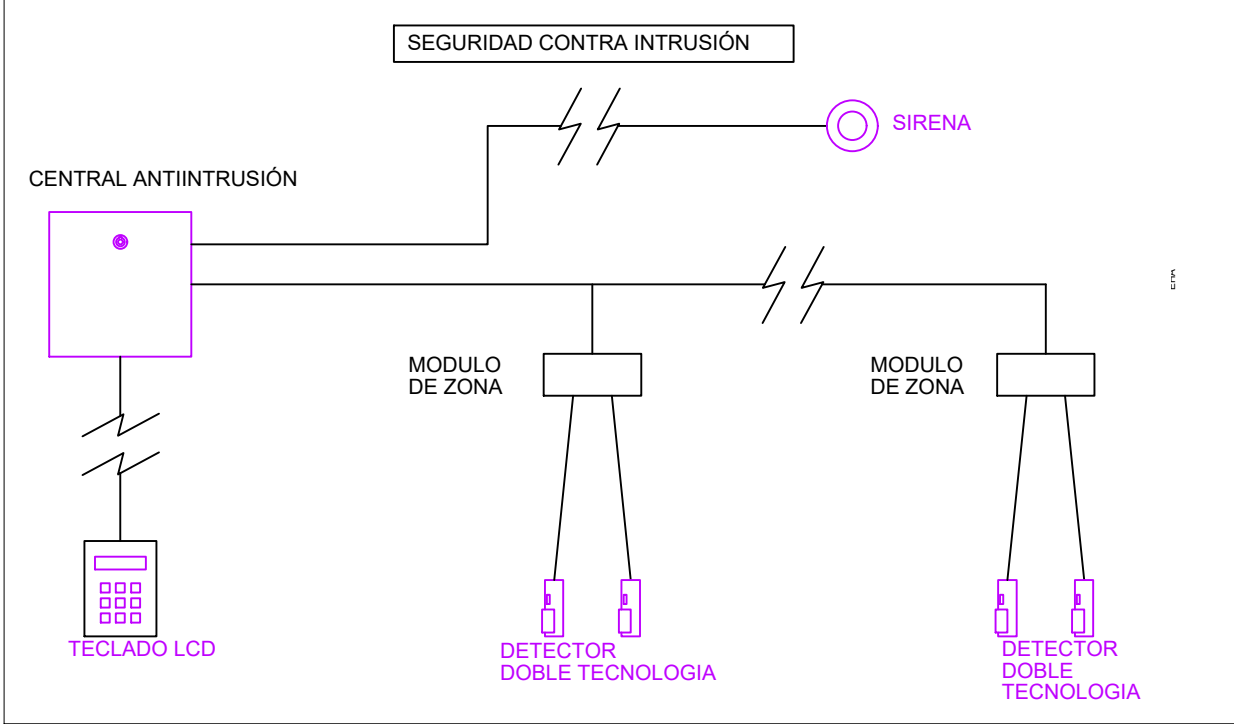 SEGURIDAD CONTRA INTRUSIÓN
SIRENA
CENTRAL ANTIINTRUSIÓN
MODULO
DE ZONA
MODULO
DE ZONA
TECLADO LCD
DETECTOR
DOBLE TECNOLOGIA
DETECTOR
DOBLE
TECNOLOGIA